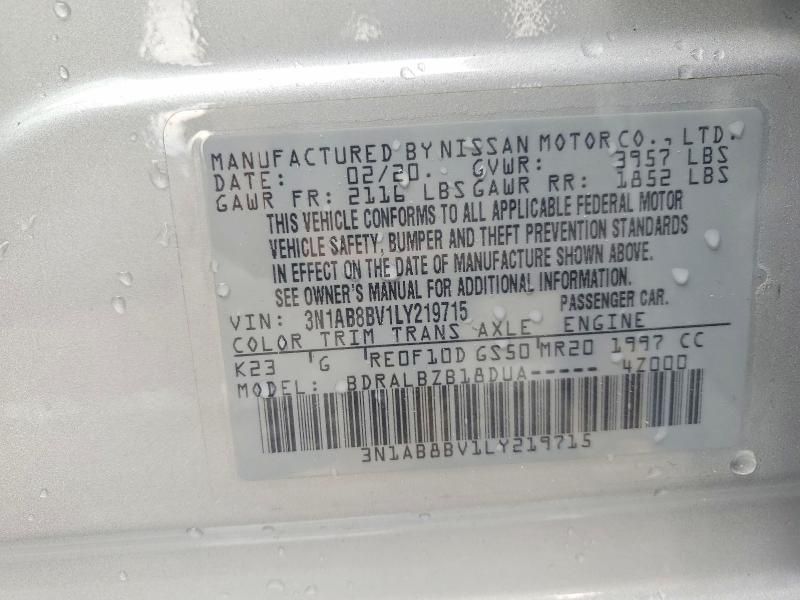 MANUFACTURED BY NISSAN MOTOR CO., LTD.
DATE: 02/20. GVWR: 3957 LBS
GAWR FR: 2116 LBS GAWR RR: 1852 LBS
THIS VEHICLE CONFORMS TO ALL APPLICABLE FEDERAL MOTOR
VEHICLE SAFETY, BUMPER AND THEFT PREVENTION STANDARDS
IN EFFECT ON THE DATE OF MANUFACTURE SHOWN ABOVE.
SEE OWNER'S MANUAL FOR ADDITIONAL INFORMATION.
VIN: 3N1AB8BV1LY219715 PASSENGER CAR.
COLOR TRIM TRANS AXLE ENGINE
K23 G RE0F10D GS50 MR20 1997 CC
MODEL: BDRALBZB18DUA----- 4Z000
3N1AB8BV1LY219715